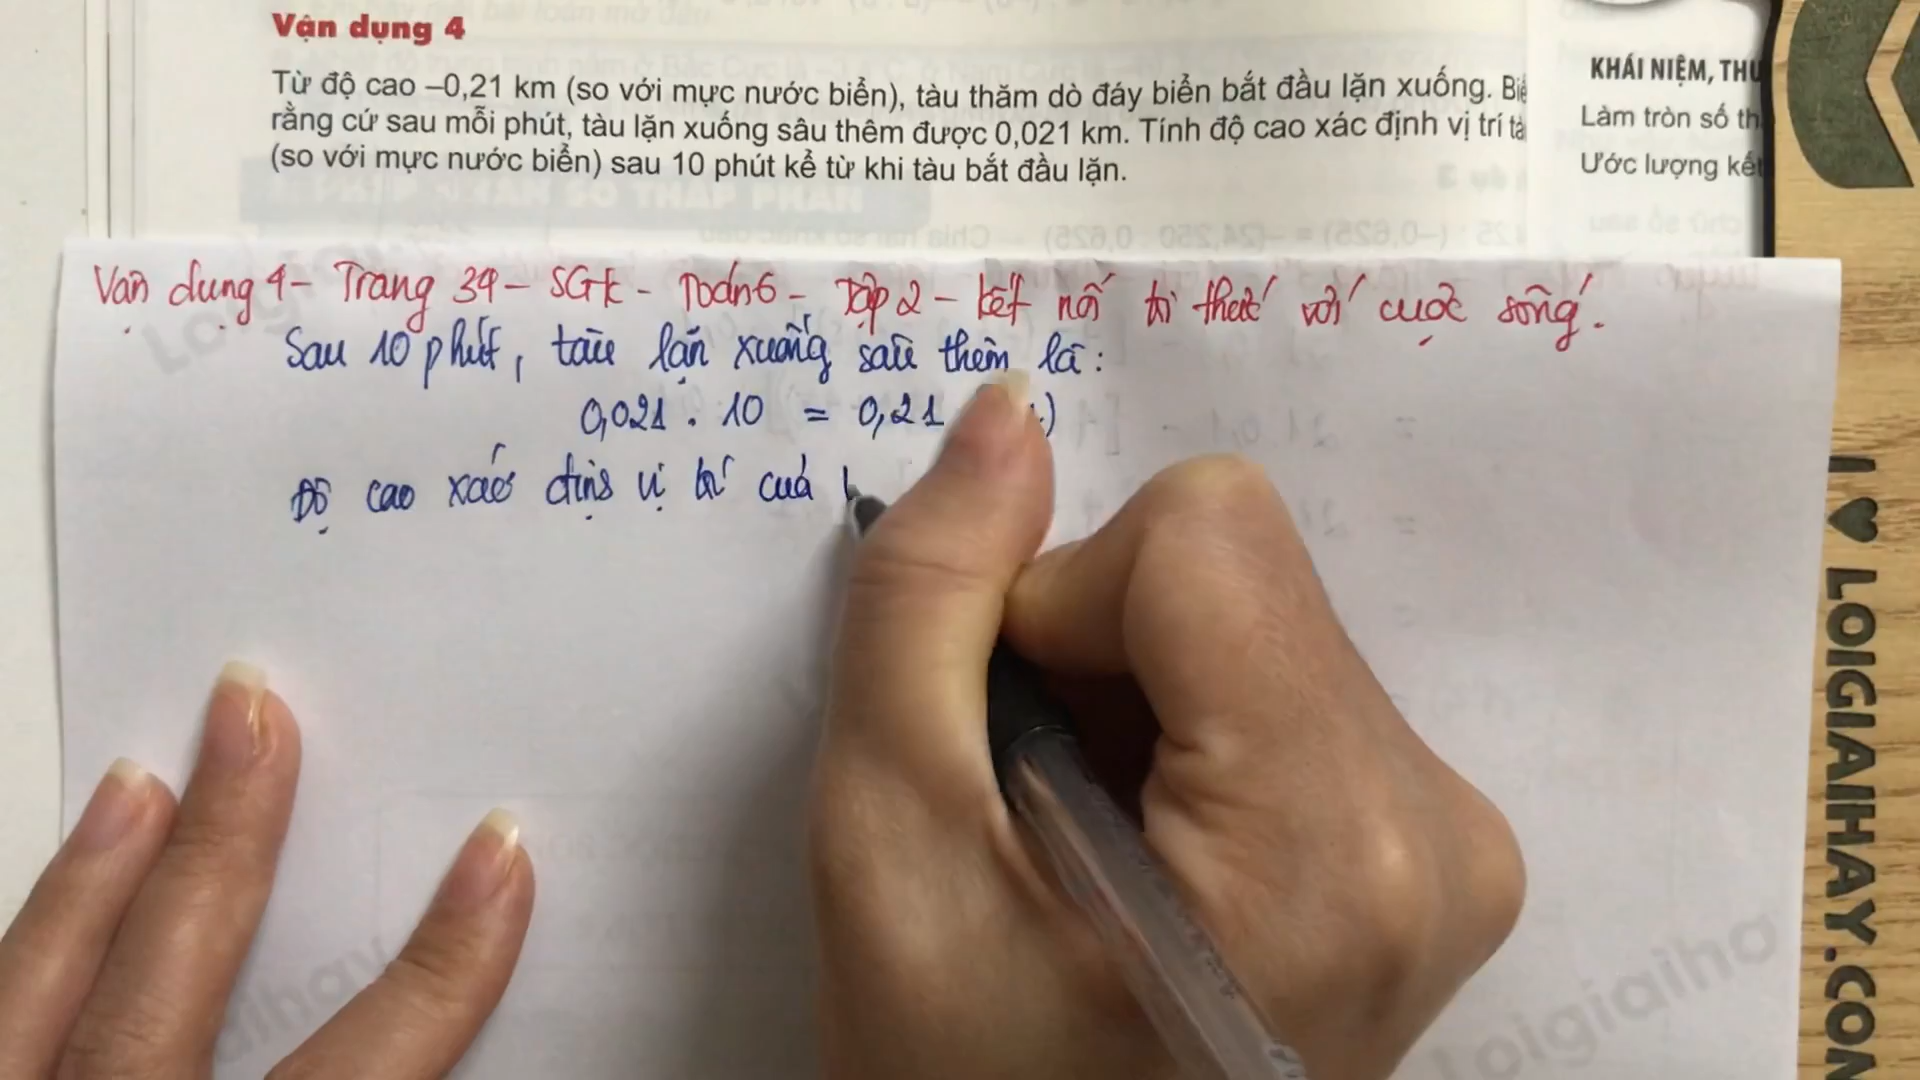 Vận dụng 4
Từ độ cao –0,21 km (so với mực nước biển), tàu thăm dò đáy biển bắt đầu lặn xuống.
rằng cứ sau mỗi phút, tàu lặn xuống sâu thêm được 0,021 km. Tính độ cao xác định vị trí
(so với mực nước biển) sau 10 phút kể từ khi tàu bắt đầu lặn.
KHÁI NIỆM,
Làm tròn số
Ước lượng
Vận dụng 4 - Trang 34 - SGK - Toán 6 - Tập 2 - kết nối tri thức với cuộc sống.
Sau 10 phút, tàu lặn xuống sâu thêm là:
0,021 . 10 = 0,21
Độ cao xác định vị trí của
I ♥ LOIGIAIHAY.COM